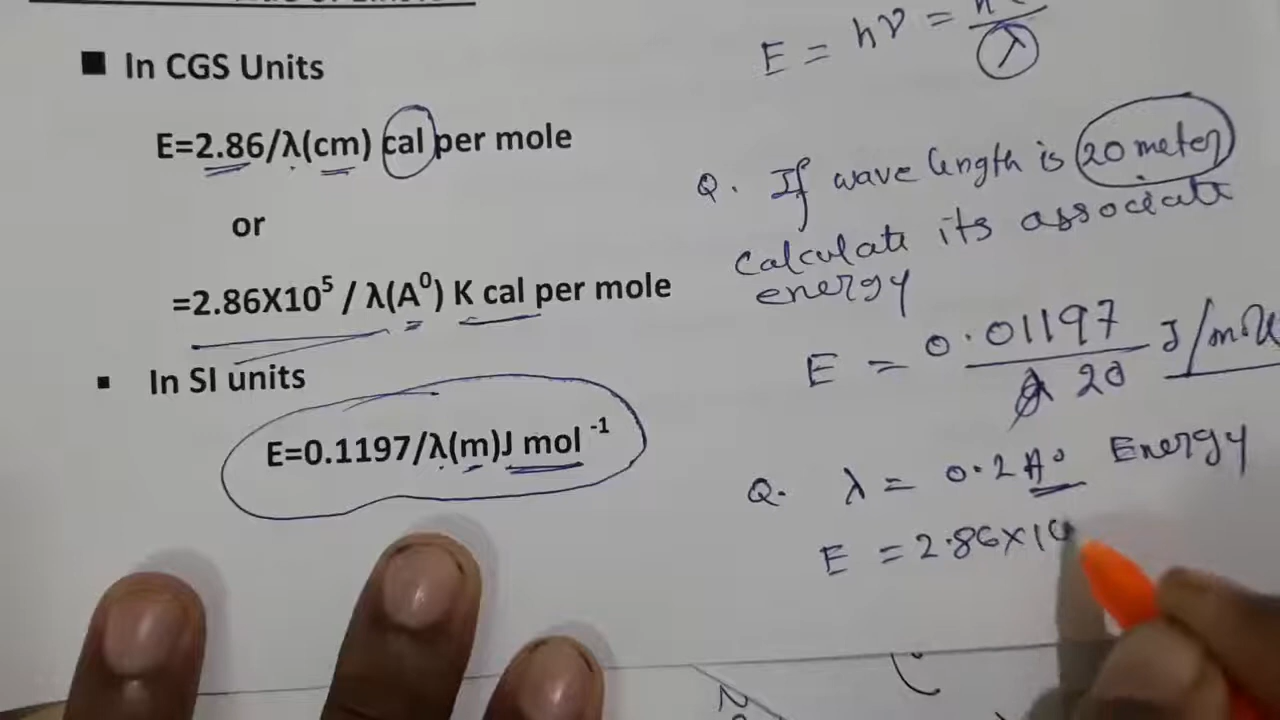 ■ In CGS Units
E=2.86/λ(cm) cal per mole
or
=2.86X10⁵ / λ(A⁰) K cal per mole
▪ In SI units
E=0.1197/λ(m)J mol ⁻¹
E = hν =
λ
Q. If wave length is 20 meter
Calculate its associate
energy
E = 0.01197 J/mol
20
Q. λ = 0.2 A⁰ Energy
E = 2.86×10